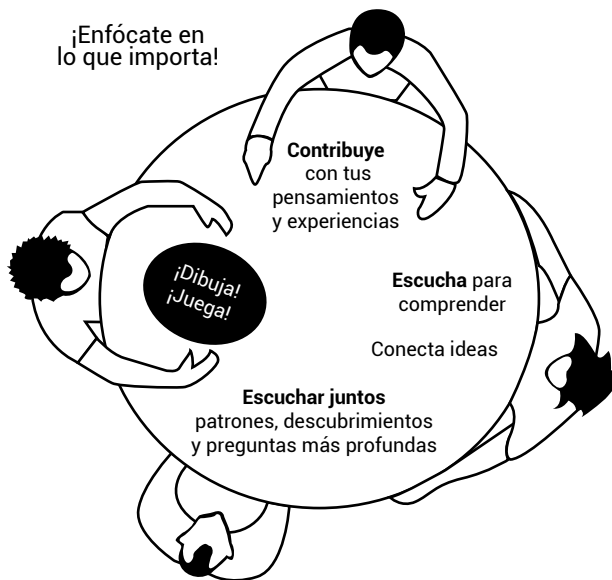 ¡Enfócate en
lo que importa!
Contribuye
con tus
pensamientos
y experiencias
¡Dibuja!
¡Juega!
Escucha para
comprender
Conecta ideas
Escuchar juntos
patrones, descubrimientos
y preguntas más profundas